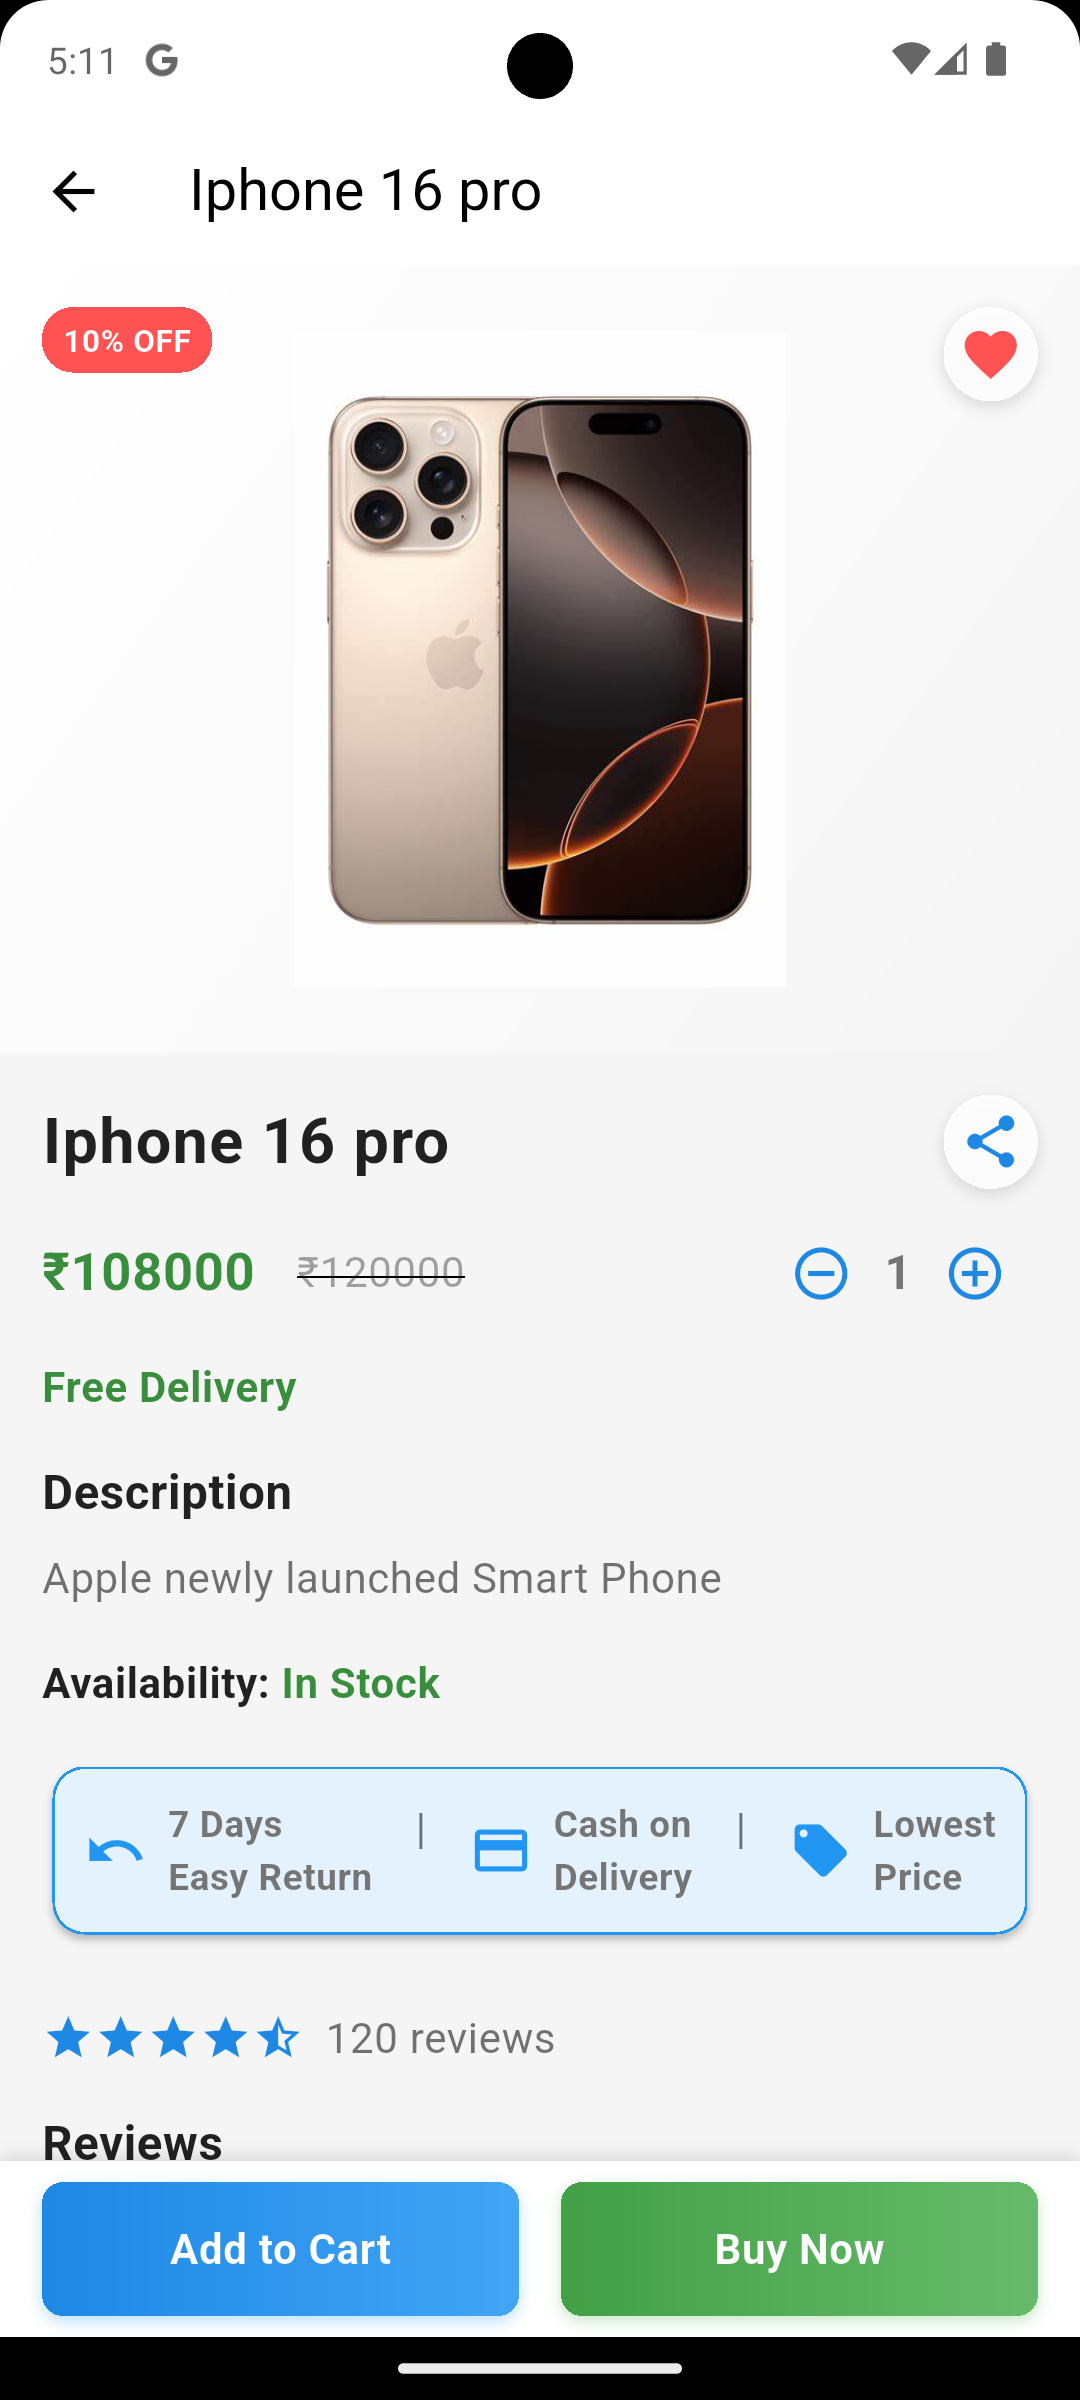 5:11
Iphone 16 pro
10% OFF
Iphone 16 pro
₹108000 ₹120000 1
Free Delivery
Description
Apple newly launched Smart Phone
Availability: In Stock
7 Days | Cash on | Lowest
Easy Return Delivery Price
120 reviews
Reviews
Add to Cart Buy Now